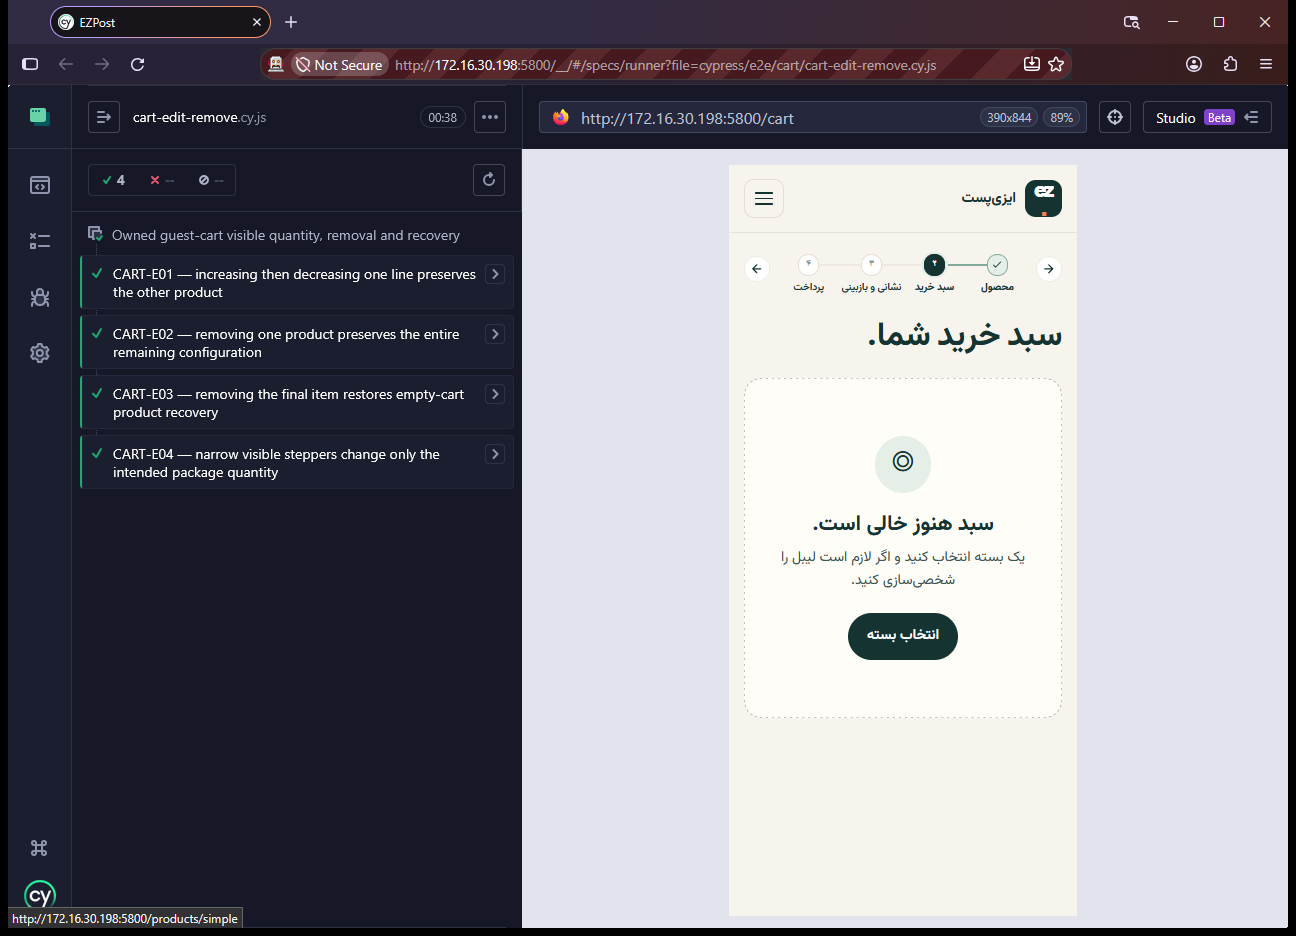 EZPost
Not Secure
http://172.16.30.198:5800/__/#/specs/runner?file=cypress/e2e/cart/cart-edit-remove.cy.js
cart-edit-remove.cy.js
00:38
4
--
--
Owned guest-cart visible quantity, removal and recovery
CART-E01 — increasing then decreasing one line preserves
the other product
CART-E02 — removing one product preserves the entire
remaining configuration
CART-E03 — removing the final item restores empty-cart
product recovery
CART-E04 — narrow visible steppers change only the
intended package quantity
cy
http://172.16.30.198:5800/products/simple
http://172.16.30.198:5800/cart
390x844
89%
Studio
Beta
ez
ایزی‌پست
۲
۳
۴
محصول
سبد خرید
نشانی و بازبینی
پرداخت
سبد خرید شما.
سبد هنوز خالی است.
یک بسته انتخاب کنید و اگر لازم است لیبل را
شخصی‌سازی کنید.
انتخاب بسته